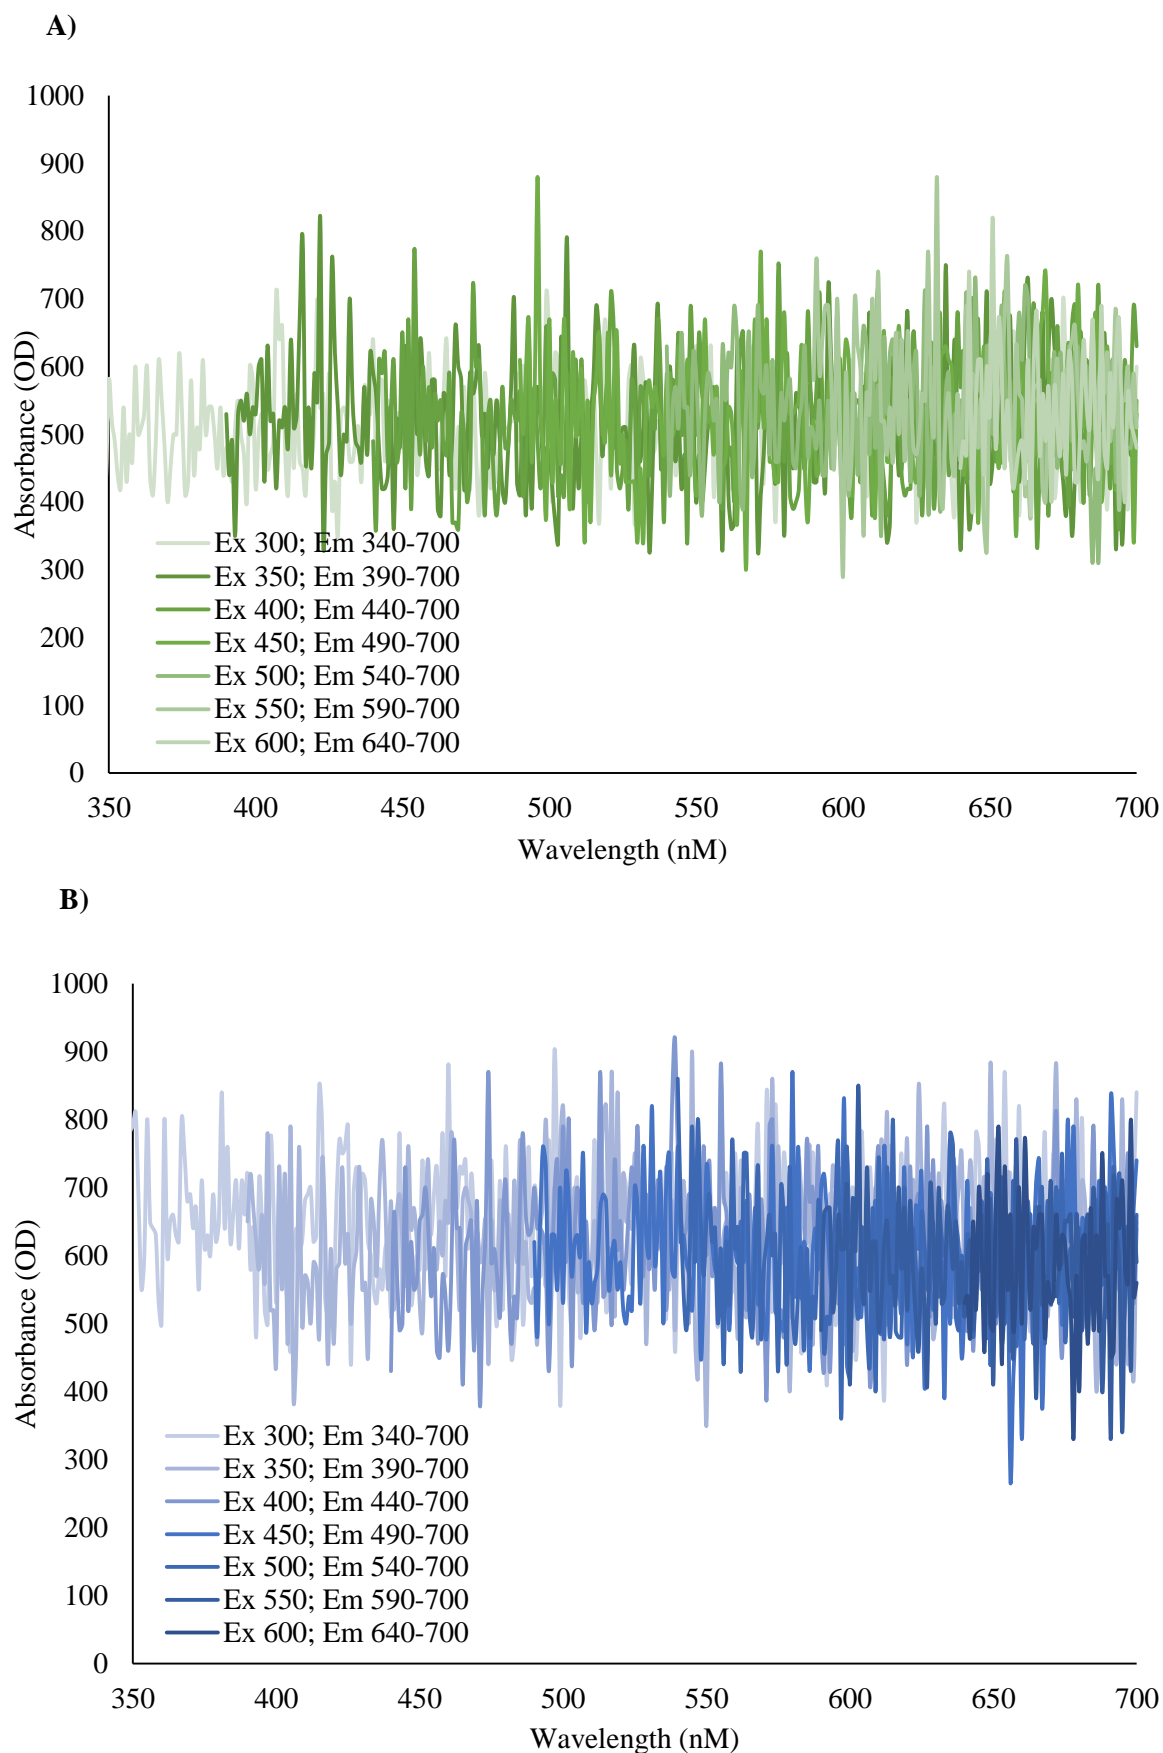 A)
1000
900
800
700
600
500
400
300
200
100
0
Absorbance (OD)
Ex 300; Em 340-700
Ex 350; Em 390-700
Ex 400; Em 440-700
Ex 450; Em 490-700
Ex 500; Em 540-700
Ex 550; Em 590-700
Ex 600; Em 640-700
350 400 450 500 550 600 650 700
Wavelength (nM)
B)
1000
900
800
700
600
500
400
300
200
100
0
Absorbance (OD)
Ex 300; Em 340-700
Ex 350; Em 390-700
Ex 400; Em 440-700
Ex 450; Em 490-700
Ex 500; Em 540-700
Ex 550; Em 590-700
Ex 600; Em 640-700
350 400 450 500 550 600 650 700
Wavelength (nM)